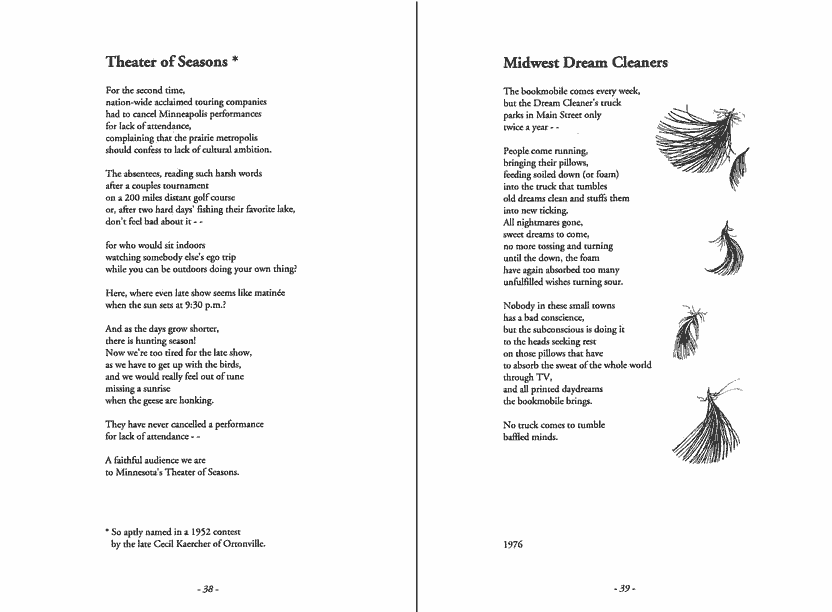 Theater of Seasons *
For the second time,
nation-wide acclaimed touring companies
had to cancel Minneapolis performances
for lack of attendance,
complaining that the prairie metropolis
should confess to lack of cultural ambition.
The absentees, reading such harsh words
after a couples tournament
on a 200 miles distant golf course
or, after two hard days' fishing their favorite lake,
don't feel bad about it - -
for who would sit indoors
watching somebody else's ego trip
while you can be outdoors doing your own thing?
Here, where even late show seems like matinée
when the sun sets at 9:30 p.m.?
And as the days grow shorter,
there is hunting season!
Now we're too tired for the late show,
as we have to get up with the birds,
and we would really feel out of tune
missing a sunrise
when the geese are honking.
They have never cancelled a performance
for lack of attendance - -
A faithful audience we are
to Minnesota's Theater of Seasons.
* So aptly named in a 1952 contest
by the late Cecil Kaercher of Ortonville.
- 38 -
Midwest Dream Cleaners
The bookmobile comes every week,
but the Dream Cleaner's truck
parks in Main Street only
twice a year - -
People come running,
bringing their pillows,
feeding soiled down (or foam)
into the truck that tumbles
old dreams clean and stuffs them
into new ticking.
All nightmares gone,
sweet dreams to come,
no more tossing and turning
until the down, the foam
have again absorbed too many
unfulfilled wishes turning sour.
Nobody in these small towns
has a bad conscience,
but the subconscious is doing it
to the heads seeking rest
on those pillows that have
to absorb the sweat of the whole world
through TV,
and all printed daydreams
the bookmobile brings.
No truck comes to tumble
baffled minds.
1976
- 39 -